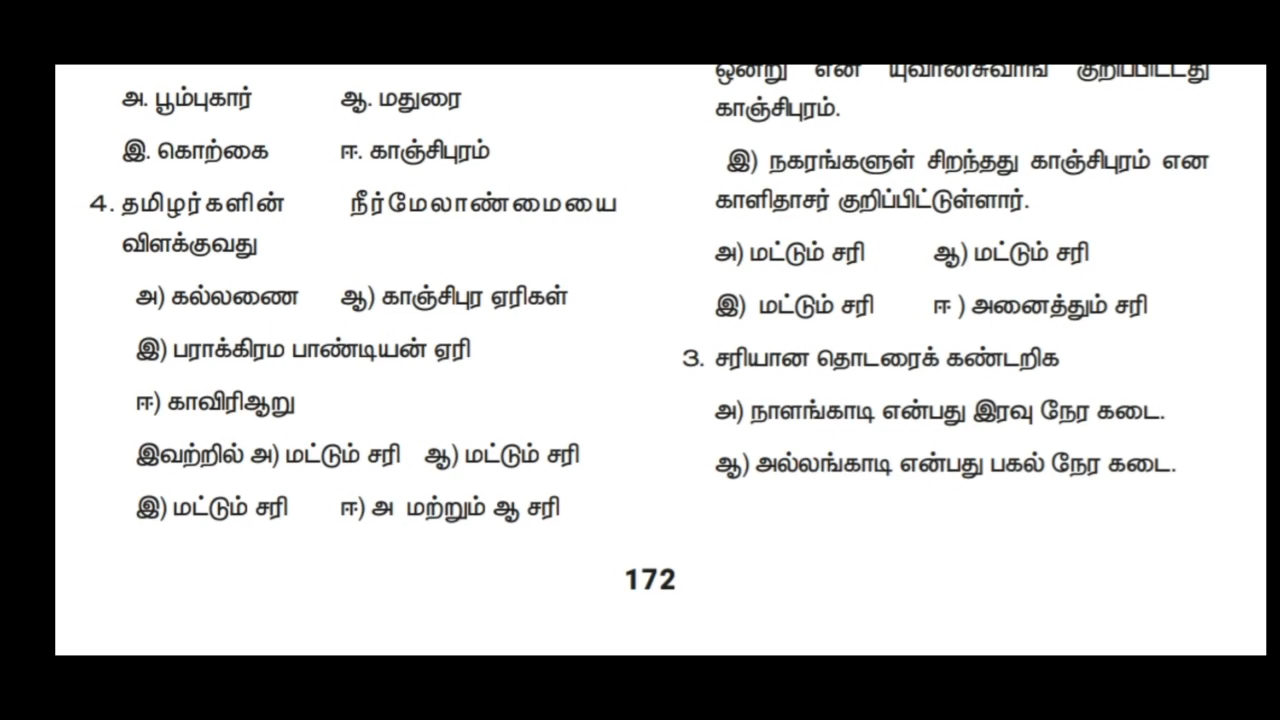 அ. பூம்புகார் ஆ. மதுரை
இ. கொற்கை ஈ. காஞ்சிபுரம்
4. தமிழர்களின் நீர்மேலாண்மையை
விளக்குவது
அ) கல்லணை ஆ) காஞ்சிபுர ஏரிகள்
இ) பராக்கிரம பாண்டியன் ஏரி
ஈ) காவிரிஆறு
இவற்றில் அ) மட்டும் சரி ஆ) மட்டும் சரி
இ) மட்டும் சரி ஈ) அ மற்றும் ஆ சரி
ஒன்று என யுவான்சுவாங் குறிப்பிட்டது
காஞ்சிபுரம்.
இ) நகரங்களுள் சிறந்தது காஞ்சிபுரம் என
காளிதாசர் குறிப்பிட்டுள்ளார்.
அ) மட்டும் சரி ஆ) மட்டும் சரி
இ) மட்டும் சரி ஈ ) அனைத்தும் சரி
3. சரியான தொடரைக் கண்டறிக
அ) நாளங்காடி என்பது இரவு நேர கடை.
ஆ) அல்லங்காடி என்பது பகல் நேர கடை.
172